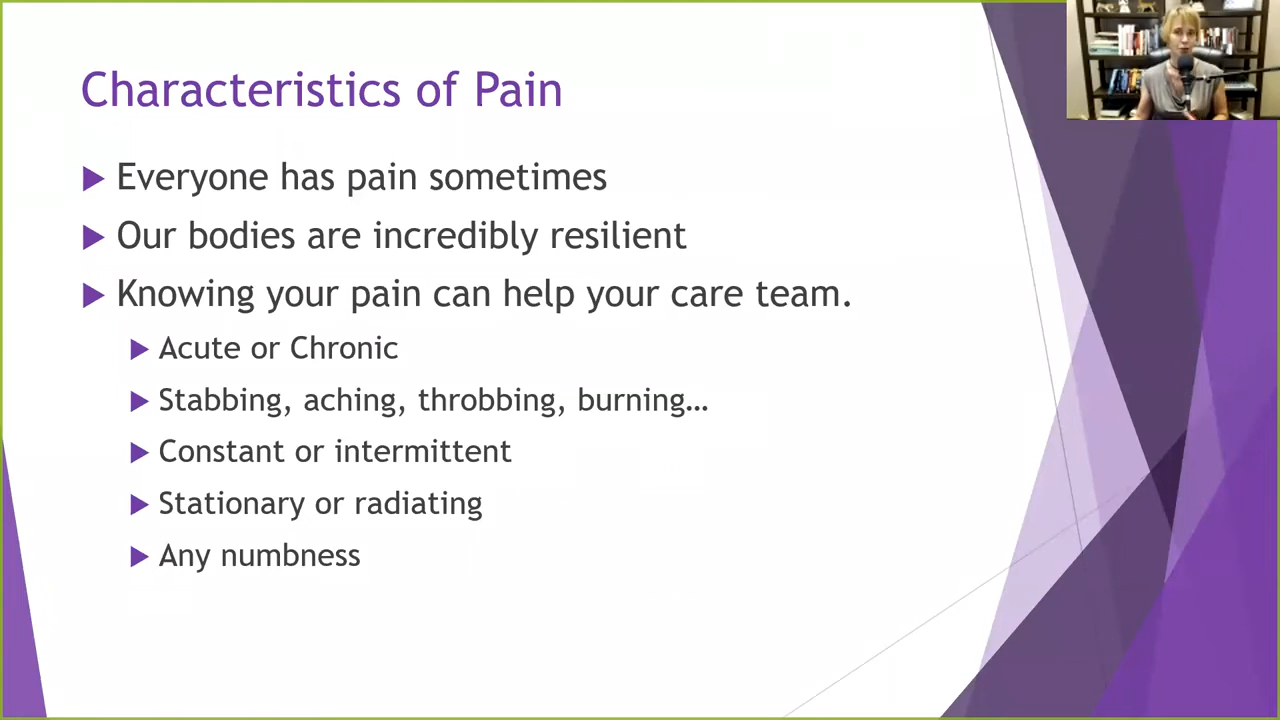 Characteristics of Pain
Everyone has pain sometimes
Our bodies are incredibly resilient
Knowing your pain can help your care team.
Acute or Chronic
Stabbing, aching, throbbing, burning…
Constant or intermittent
Stationary or radiating
Any numbness